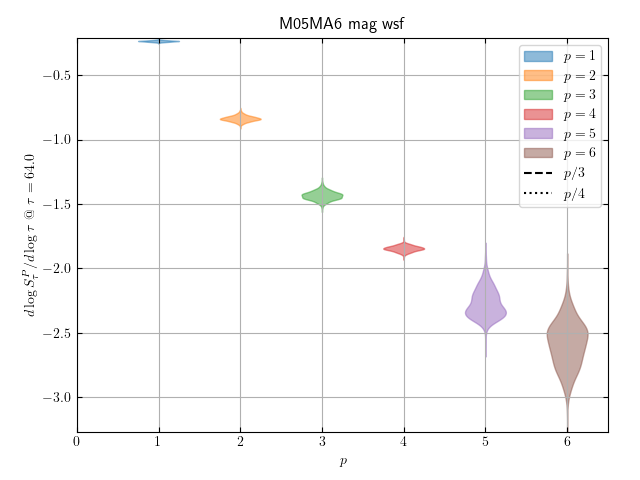 M05MA6 mag wsf
d log S_τ^P / d log τ @ τ = 64.0
−0.5
−1.0
−1.5
−2.0
−2.5
−3.0
0 1 2 3 4 5 6
p
p = 1
p = 2
p = 3
p = 4
p = 5
p = 6
p/3
p/4